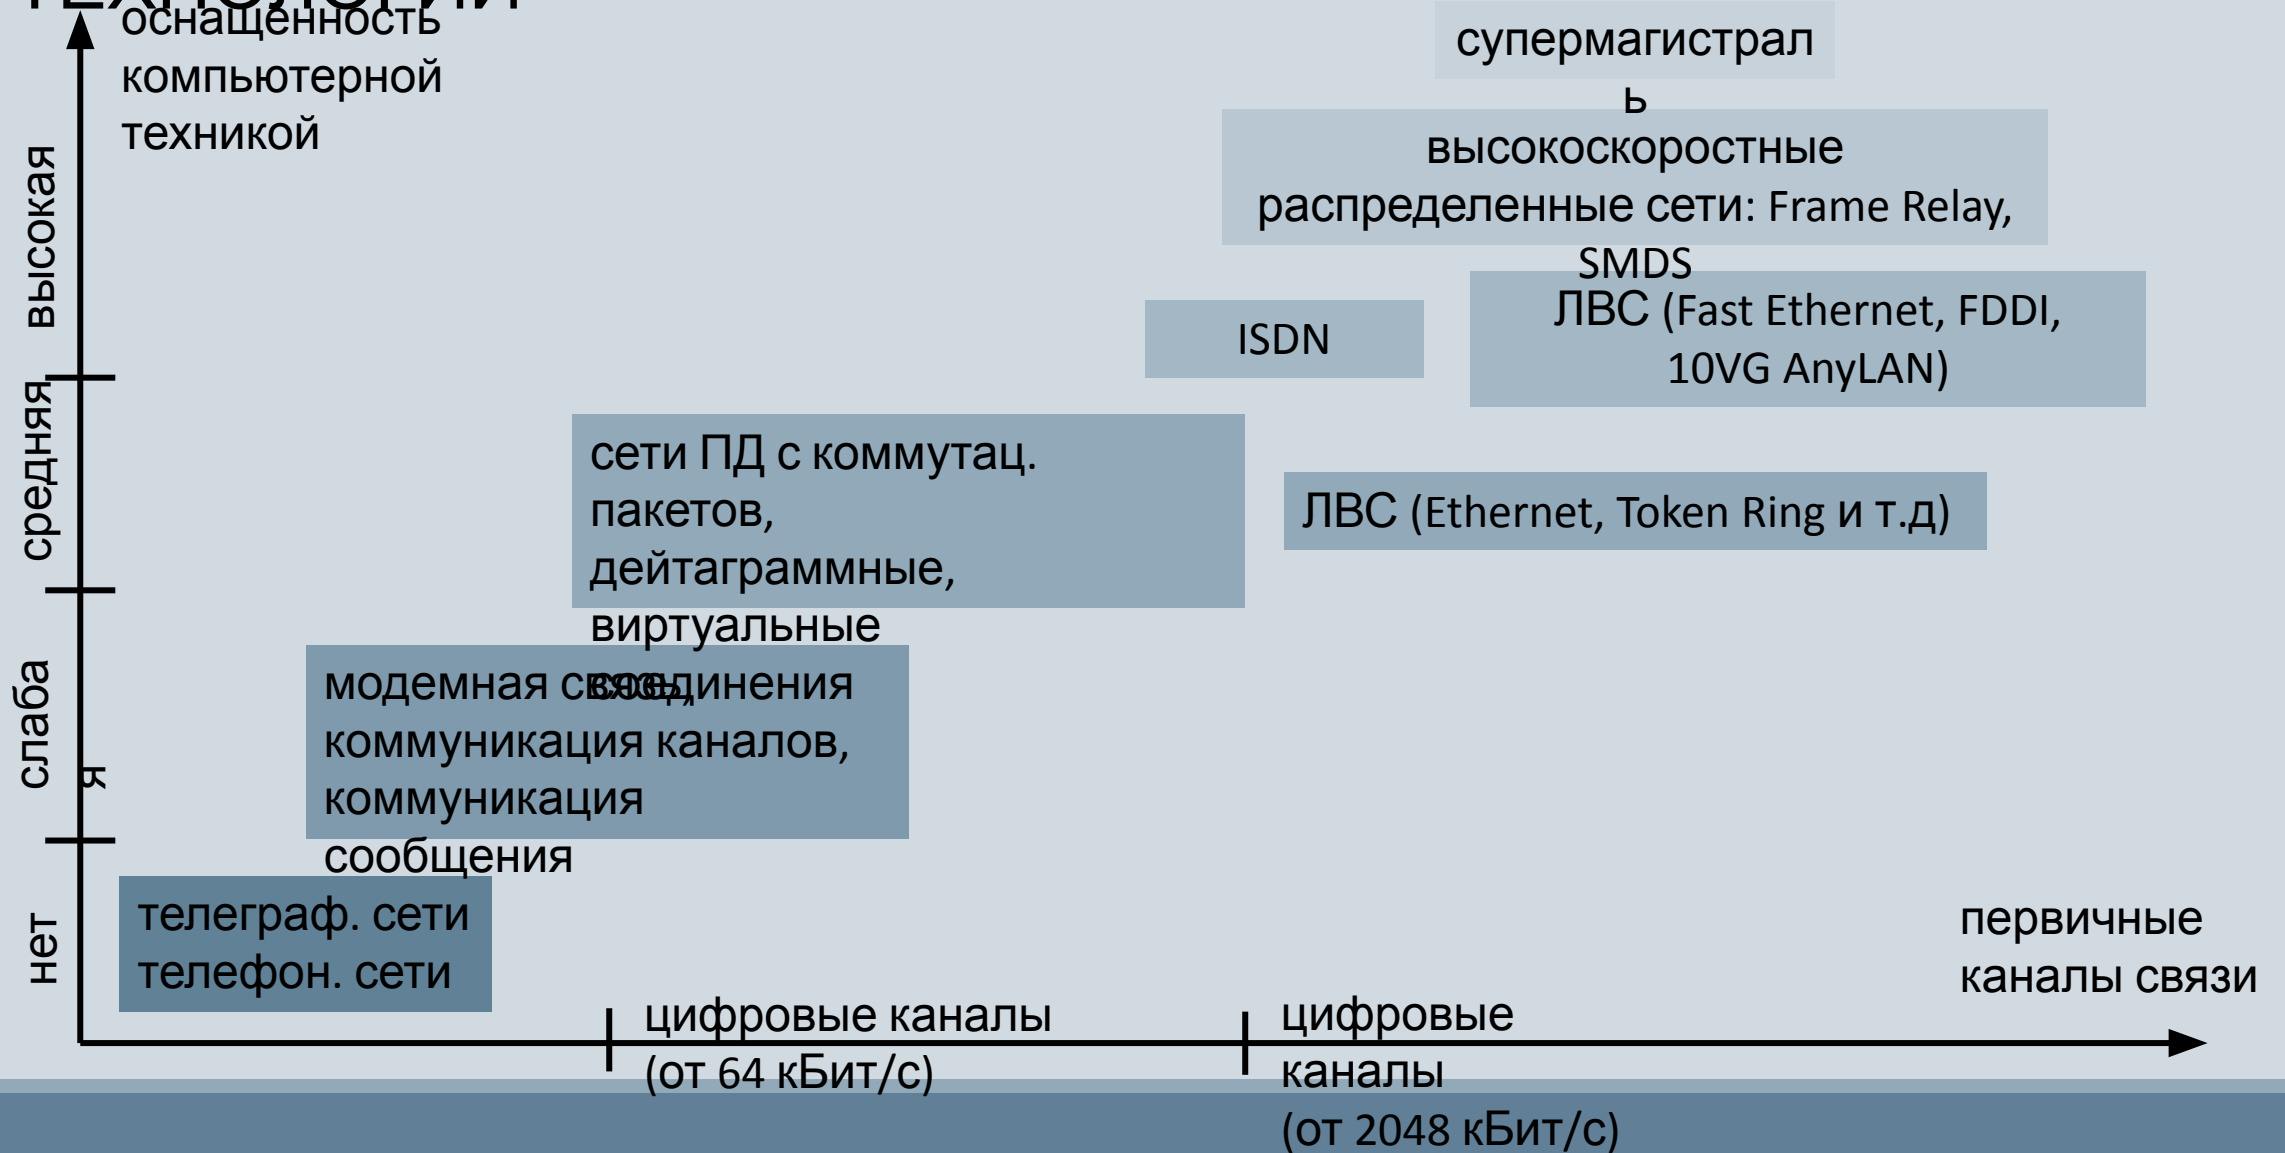 ТЕХНОЛОГИИ
оснащенность
компьютерной
техникой
высокая
средняя
слаба
я
нет
супермагистрал
ь
высокоскоростные
распределенные сети: Frame Relay,
SMDS
ISDN
ЛВС (Fast Ethernet, FDDI,
10VG AnyLAN)
сети ПД с коммутац.
пакетов,
дейтаграммные,
виртуальные
соединения
ЛВС (Ethernet, Token Ring и т.д)
модемная связь,
коммуникация каналов,
коммуникация
сообщения
телеграф. сети
телефон. сети
первичные
каналы связи
цифровые каналы
(от 64 кБит/с)
цифровые
каналы
(от 2048 кБит/с)